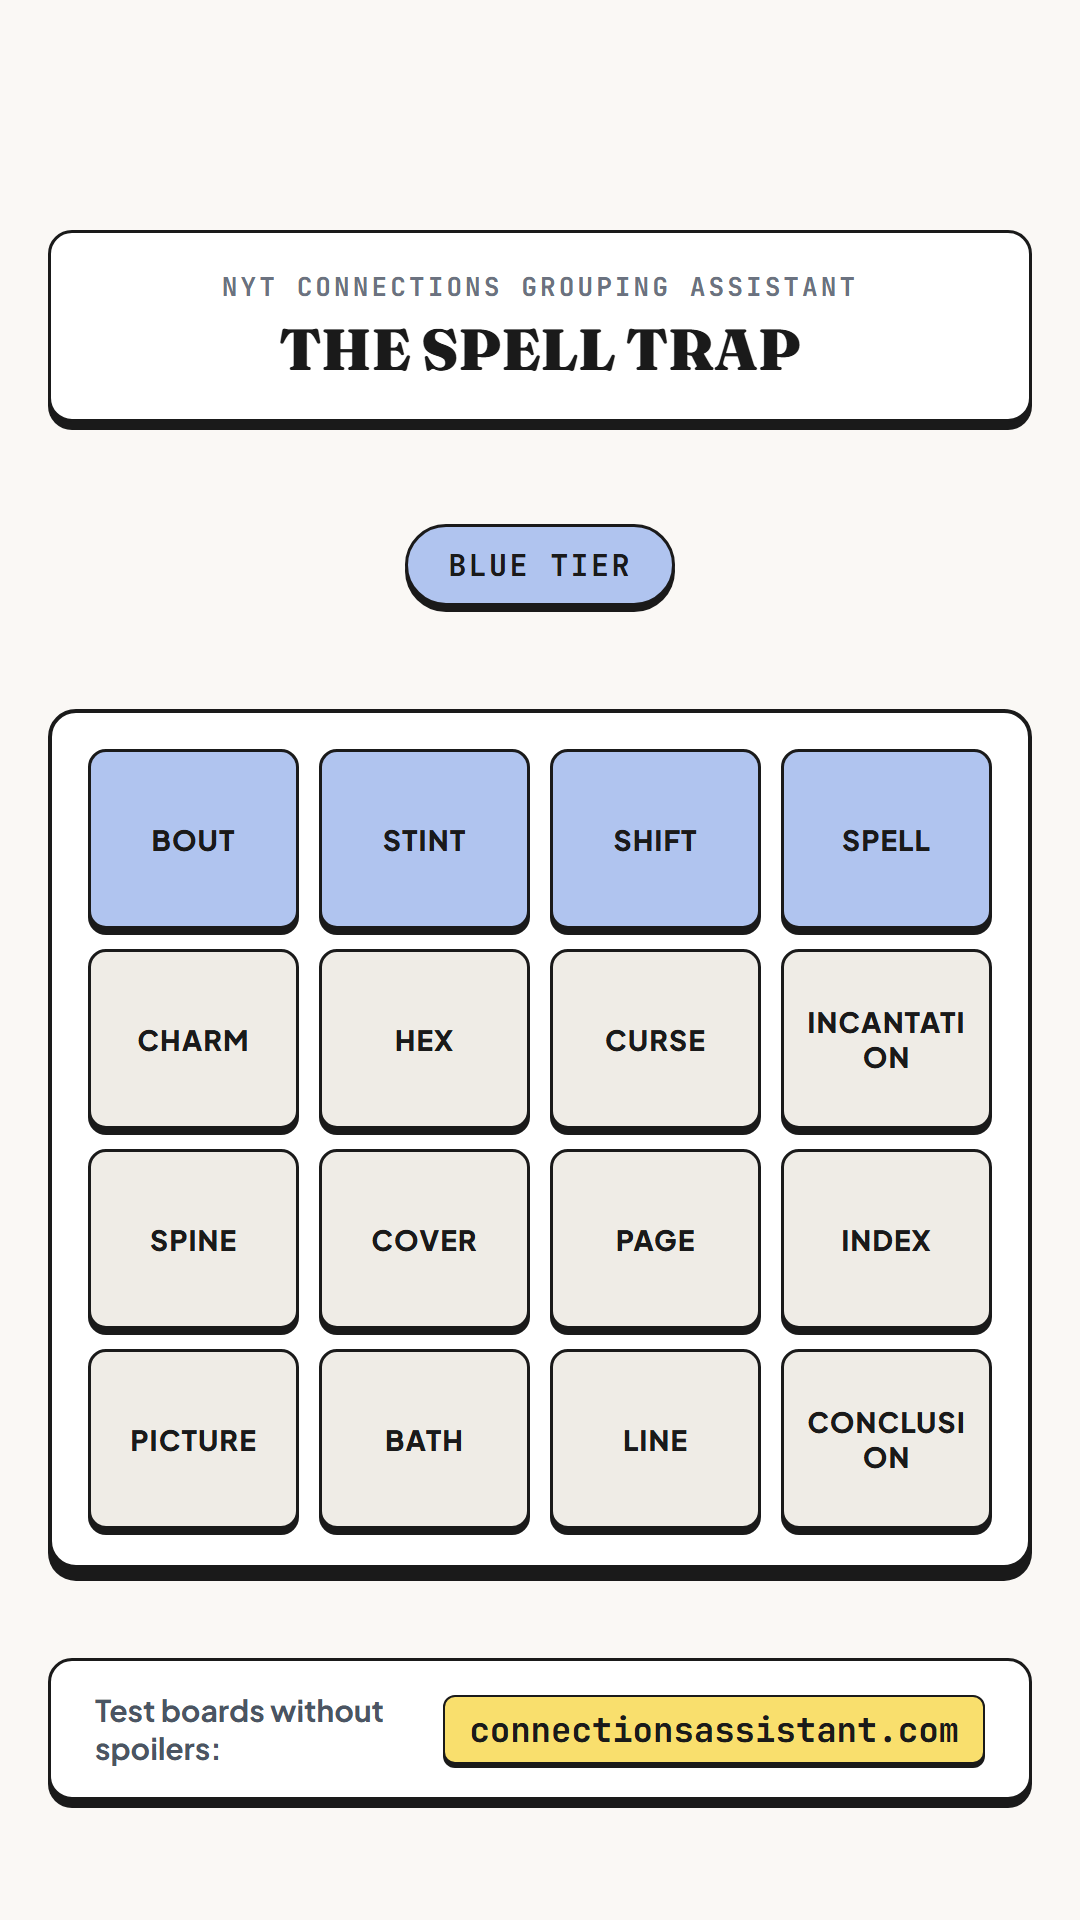 NYT CONNECTIONS GROUPING ASSISTANT
THE SPELL TRAP
BLUE TIER
BOUT
STINT
SHIFT
SPELL
CHARM
HEX
CURSE
INCANTATI
ON
SPINE
COVER
PAGE
INDEX
PICTURE
BATH
LINE
CONCLUSI
ON
Test boards without
spoilers:
connectionsassistant.com